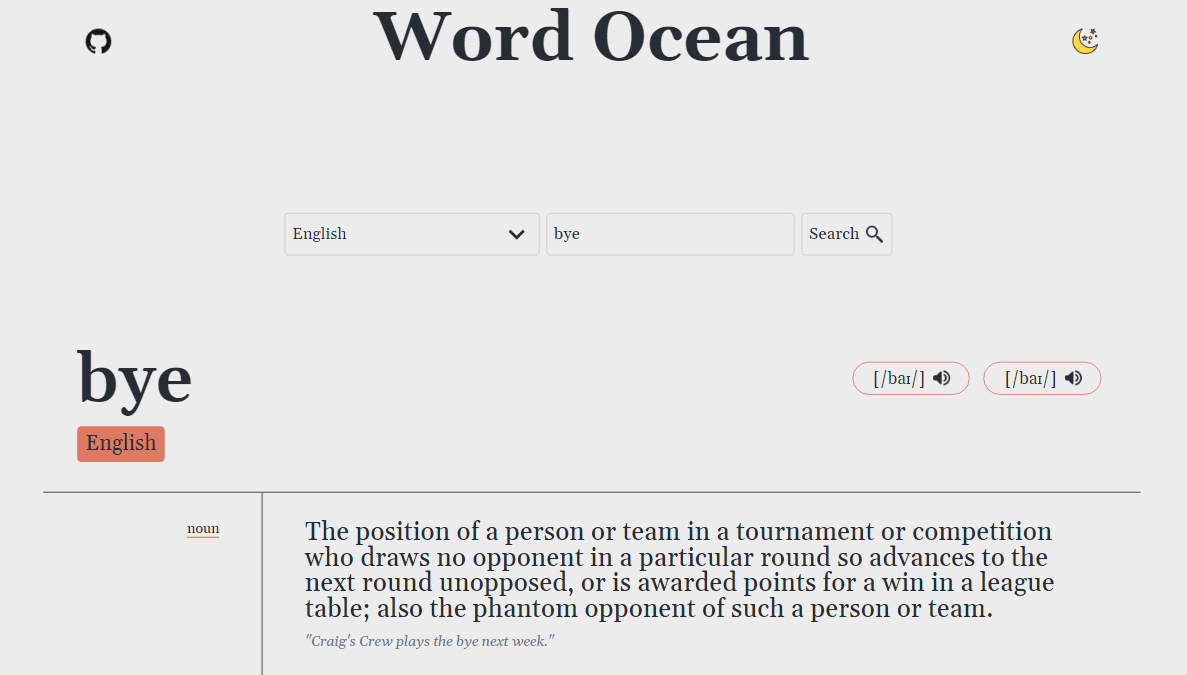 Word Ocean
English
bye
Search
bye
[/baɪ/]
[/baɪ/]
English
noun
The position of a person or team in a tournament or competition
who draws no opponent in a particular round so advances to the
next round unopposed, or is awarded points for a win in a league
table; also the phantom opponent of such a person or team.
"Craig's Crew plays the bye next week."